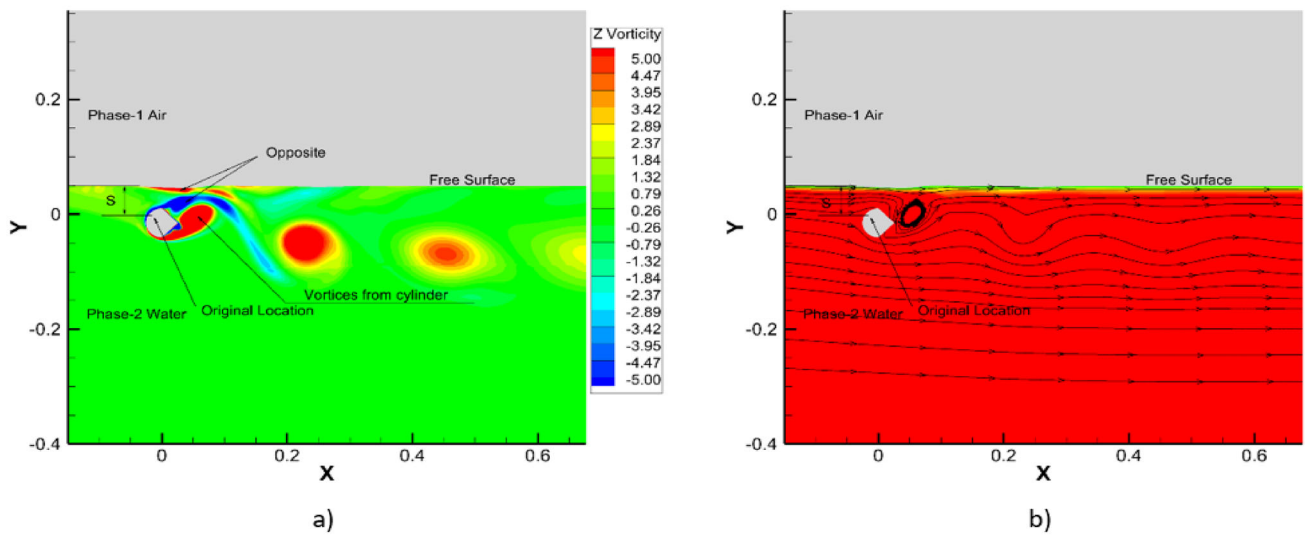 Z Vorticity
5.00
4.47
3.95
3.42
2.89
2.37
1.84
0.79
0.26
-0.26
-0.79
-1.32
-1.84
-2.37
-2.89
-3.42
-3.95
-4.47
-5.00
0.2
0
-0.2
-0.4
Y
Phase-1 Air
Opposite
Free Surface
S
Vortices from cylinder
Phase-2 Water
Original Location
0
0.2
0.4
0.6
X
a)
0.2
0
-0.2
-0.4
Y
Phase-1 Air
Free Surface
S
Phase-2 Water
Original Location
0
0.2
0.4
0.6
X
b)